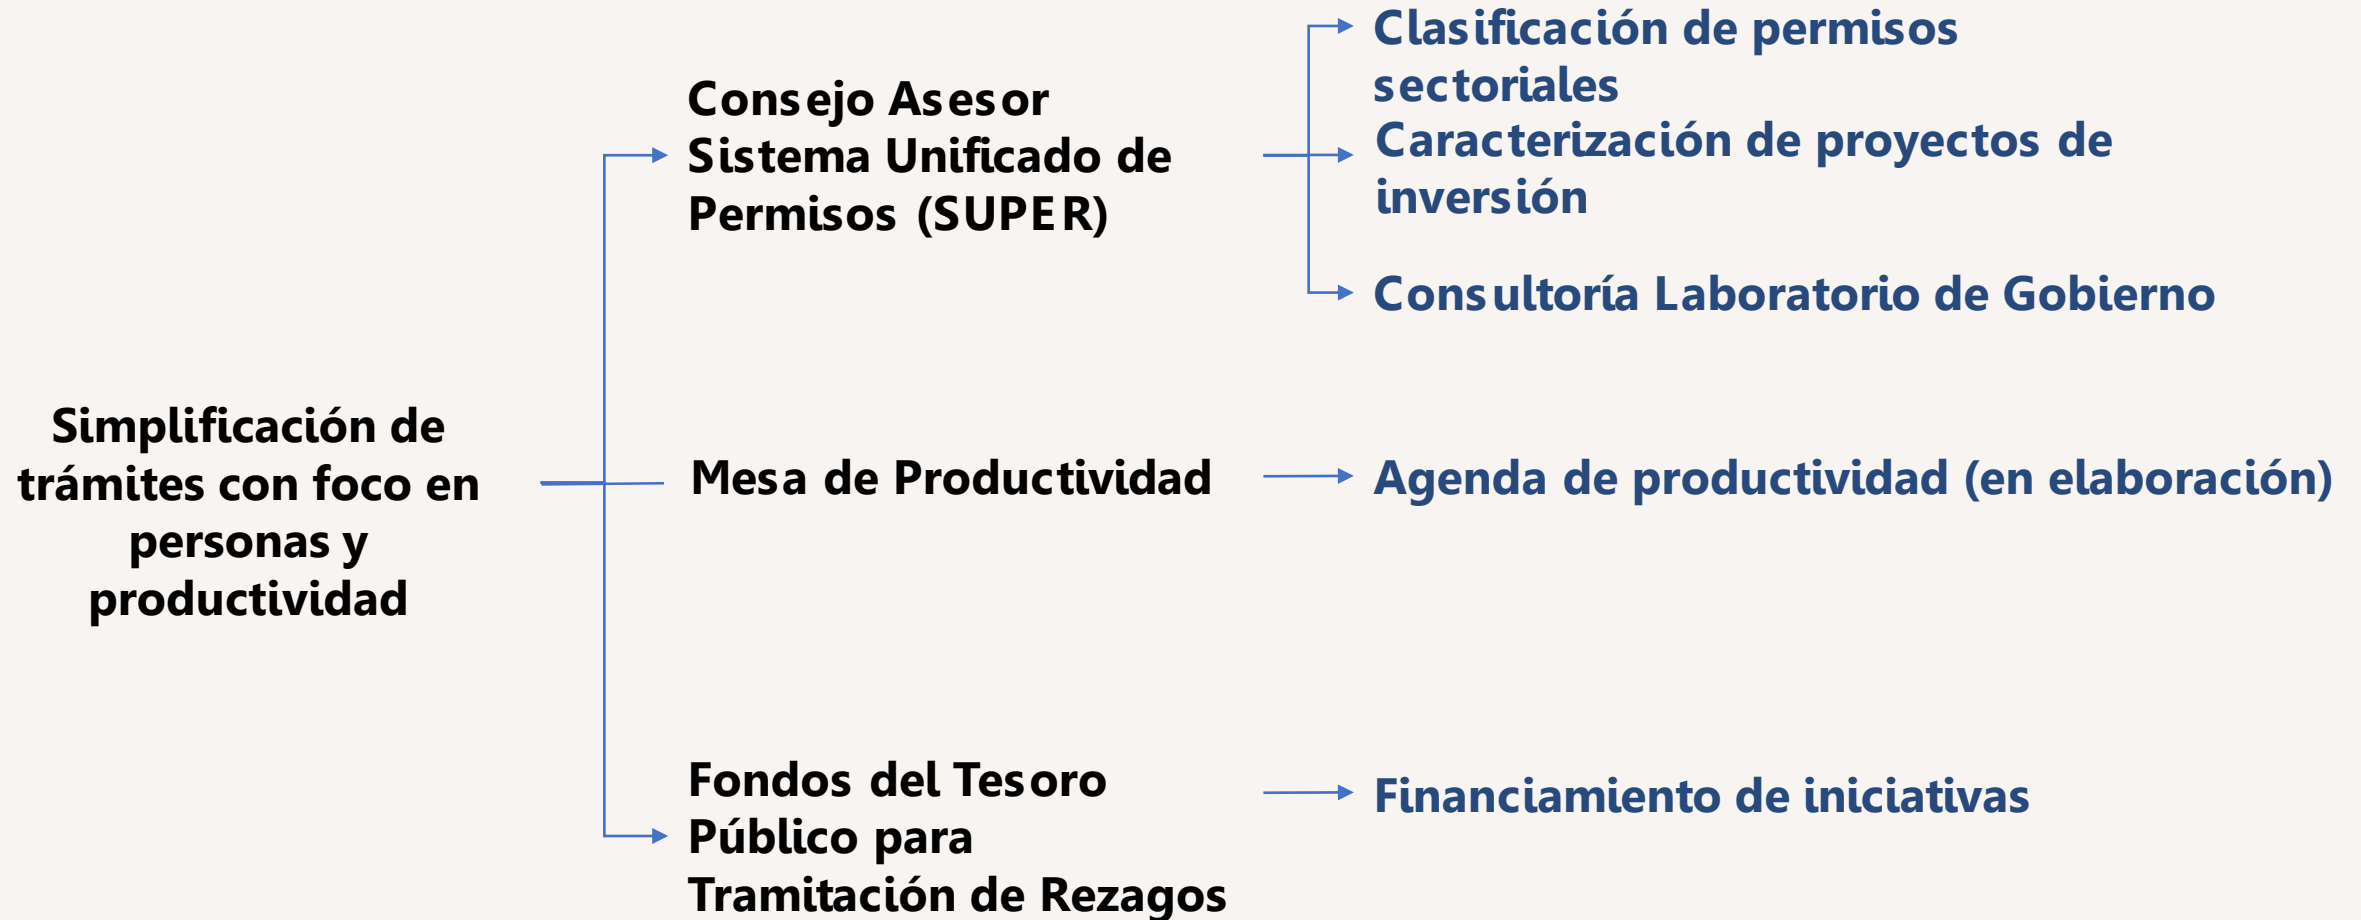 Simplificación de
trámites con foco en
personas y
productividad
Consejo Asesor
Sistema Unificado de
Permisos (SUPER)
Clasificación de permisos
sectoriales
Caracterización de proyectos de
inversión
Consultoría Laboratorio de Gobierno
Mesa de Productividad
Agenda de productividad (en elaboración)
Fondos del Tesoro
Público para
Tramitación de Rezagos
Financiamiento de iniciativas